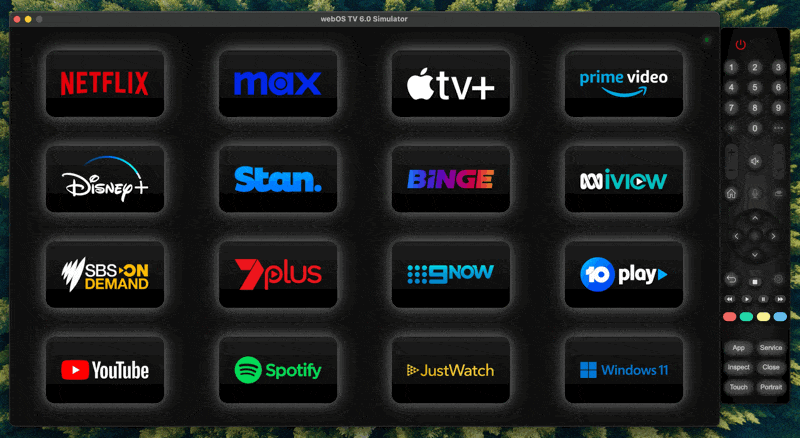 webOS TV 6.0 Simulator
NETFLIX
max
tv+
prime video
Disney+
Stan.
BINGE
iview
SBS ON
DEMAND
7plus
9NOW
10 play
YouTube
Spotify
JustWatch
Windows 11
1 2 3
4 5 6
7 8 9
0
App Service
Inspect Close
Touch Portrait